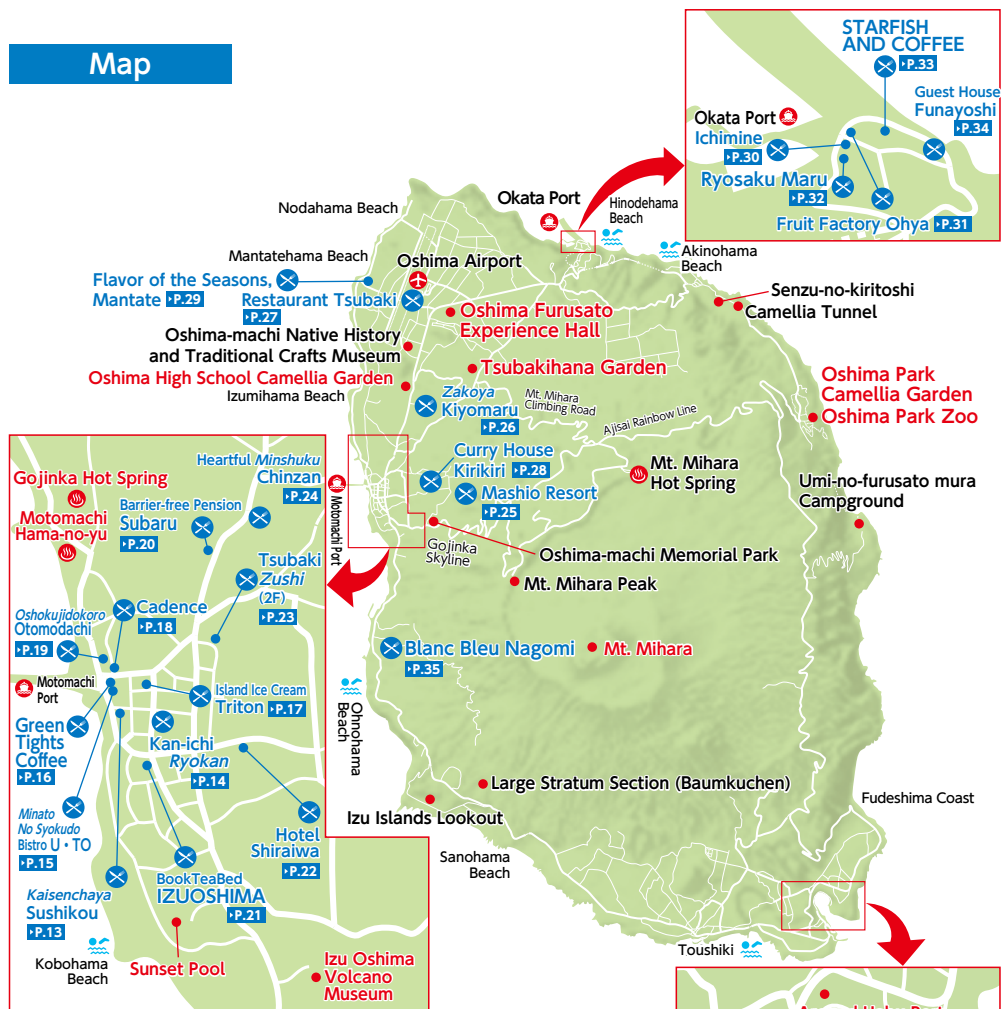 Map
STARFISH
AND COFFEE
P.33
Guest House
Funayoshi
P.34
Okata Port
Ichimine
P.30
Ryosaku Maru
P.32
Fruit Factory Ohya P.31
Okata Port
Hinodehama
Beach
Nodahama Beach
Akinohama
Beach
Mantatehama Beach
Oshima Airport
Flavor of the Seasons,
Mantate P.29
Restaurant Tsubaki
P.27
Senzu-no-kiritoshi
Camellia Tunnel
Oshima Furusato
Experience Hall
Oshima-machi Native History
and Traditional Crafts Museum
Tsubakihana Garden
Oshima High School Camellia Garden
Izumihama Beach
Oshima Park
Camellia Garden
Oshima Park Zoo
Zakoya
Kiyomaru
P.26
Mt. Mihara
Climbing Road
Ajisai Rainbow Line
Curry House
Kirikiri P.28
Mashio Resort
P.25
Mt. Mihara
Hot Spring
Umi-no-furusato mura
Campground
Motomachi Port
Gojinka
Skyline
Oshima-machi Memorial Park
Mt. Mihara Peak
Blanc Bleu Nagomi
P.35
Mt. Mihara
Ohnohama
Beach
Large Stratum Section (Baumkuchen)
Izu Islands Lookout
Fudeshima Coast
Sanohama
Beach
Toushiki
Gojinka Hot Spring
Motomachi
Hama-no-yu
Heartful Minshuku
Chinzan
P.24
Barrier-free Pension
Subaru
P.20
Tsubaki
Zushi
(2F)
P.23
Cadence
P.18
Oshokujidokoro
Otomodachi
P.19
Motomachi
Port
Island Ice Cream
Triton P.17
Green
Tights
Coffee
P.16
Kan-ichi
Ryokan
P.14
Minato
No Syokudo
Bistro U・TO
P.15
Hotel
Shiraiwa
P.22
BookTeaBed
IZUOSHIMA
P.21
Kaisenchaya
Sushikou
P.13
Kobohama
Beach
Sunset Pool
Izu Oshima
Volcano
Museum